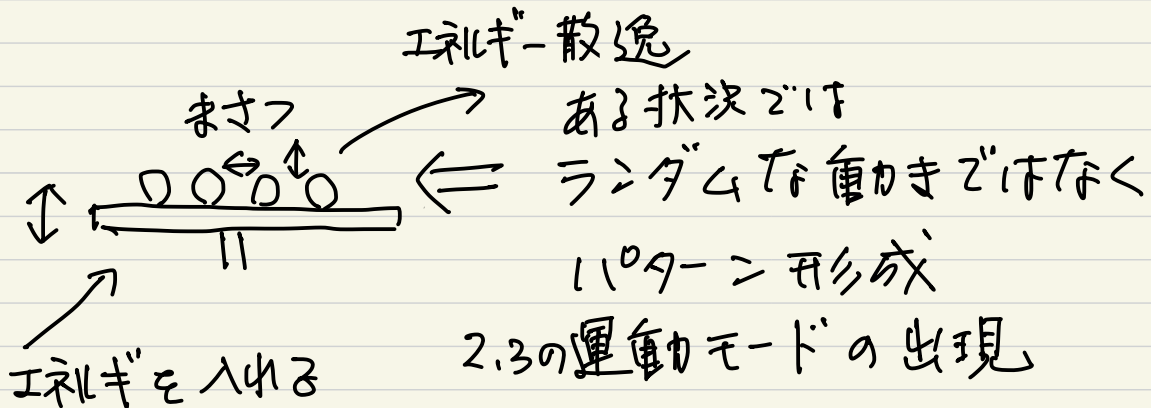 エネルギー散逸
まさつ
ある状況では
ランダムな動きまではなく
パターン形成
2,3の運動モードの出現
エネルギを入れる